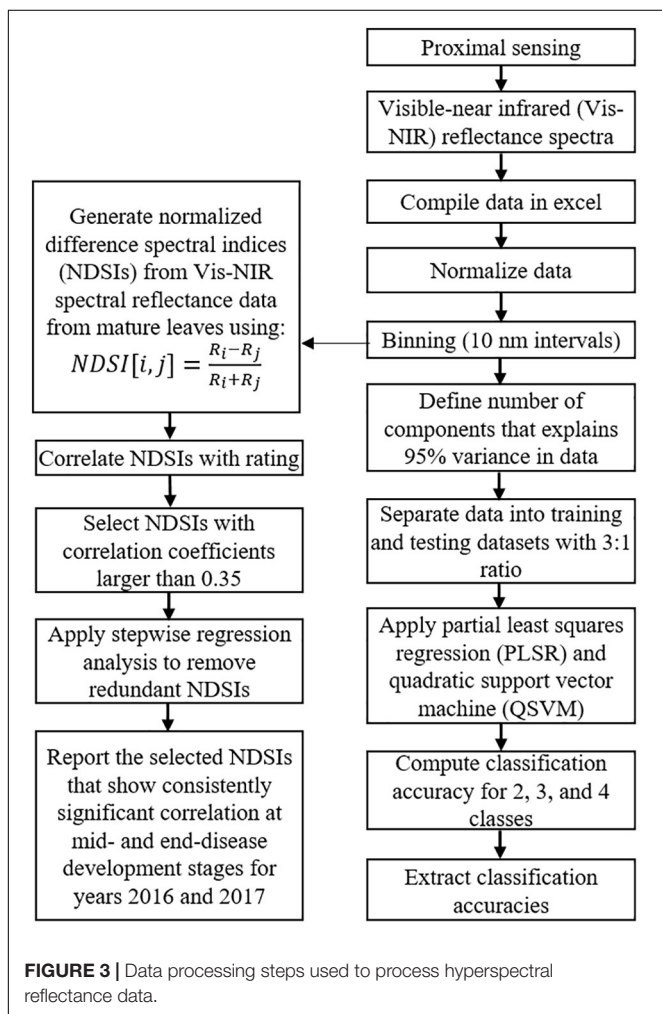 Proximal sensing
Visible-near infrared (Vis-
NIR) reflectance spectra
Compile data in excel
Normalize data
Binning (10 nm intervals)
Define number of
components that explains
95% variance in data
Separate data into training
and testing datasets with 3:1
ratio
Apply partial least squares
regression (PLSR) and
quadratic support vector
machine (QSVM)
Compute classification
accuracy for 2, 3, and 4
classes
Extract classification
accuracies
Generate normalized
difference spectral indices
(NDSIs) from Vis-NIR
spectral reflectance data
from mature leaves using:
NDSI[i, j] = (R_i − R_j)/(R_i + R_j)
Correlate NDSIs with rating
Select NDSIs with
correlation coefficients
larger than 0.35
Apply stepwise regression
analysis to remove
redundant NDSIs
Report the selected NDSIs
that show consistently
significant correlation at
mid- and end-disease
development stages for
years 2016 and 2017
FIGURE 3 | Data processing steps used to process hyperspectral
reflectance data.